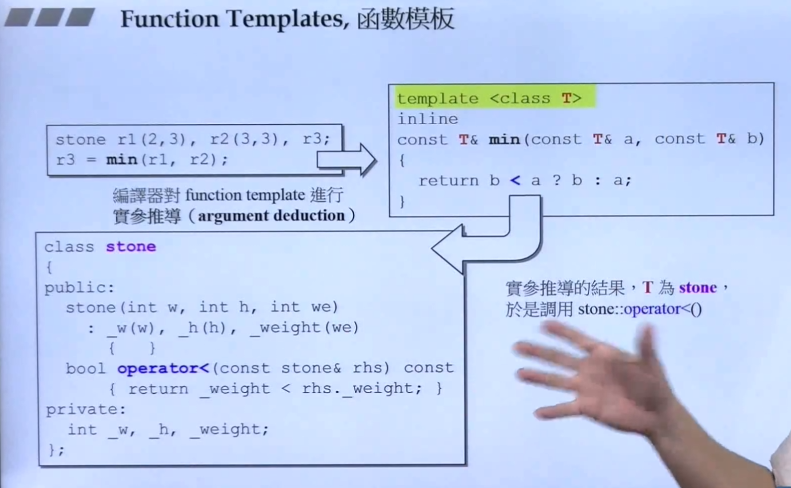 Function Templates, 函數模板
stone r1(2,3), r2(3,3), r3;
r3 = min(r1, r2);
編譯器對 function template 進行
實參推導（argument deduction）
template <class T>
inline
const T& min(const T& a, const T& b)
{
return b < a ? b : a;
}
class stone
{
public:
stone(int w, int h, int we)
: _w(w), _h(h), _weight(we)
{ }
bool operator<(const stone& rhs) const
{ return _weight < rhs._weight; }
private:
int _w, _h, _weight;
};
實參推導的結果，T 為 stone，
於是調用 stone::operator<()